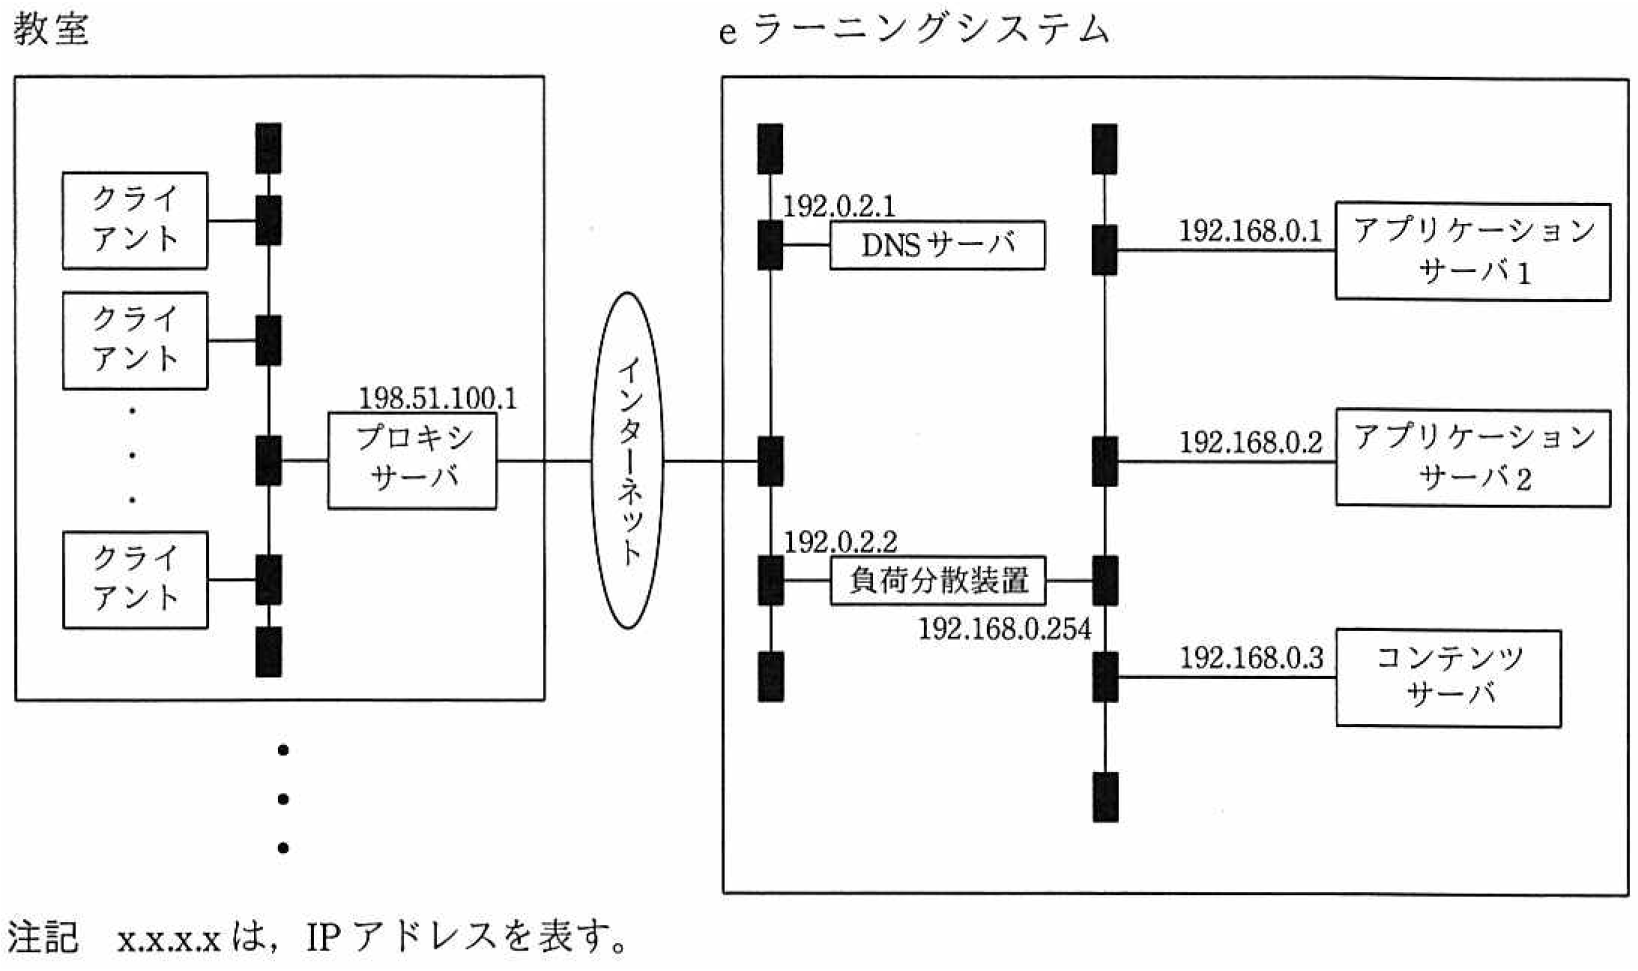 教室
eラーニングシステム
クライ
アント
クライ
アント
クライ
アント
198.51.100.1
プロキシ
サーバ
インターネット
192.0.2.1
DNSサーバ
192.0.2.2
負荷分散装置
192.168.0.254
192.168.0.1
アプリケーション
サーバ1
192.168.0.2
アプリケーション
サーバ2
192.168.0.3
コンテンツ
サーバ
注記　x.x.x.xは，IPアドレスを表す。